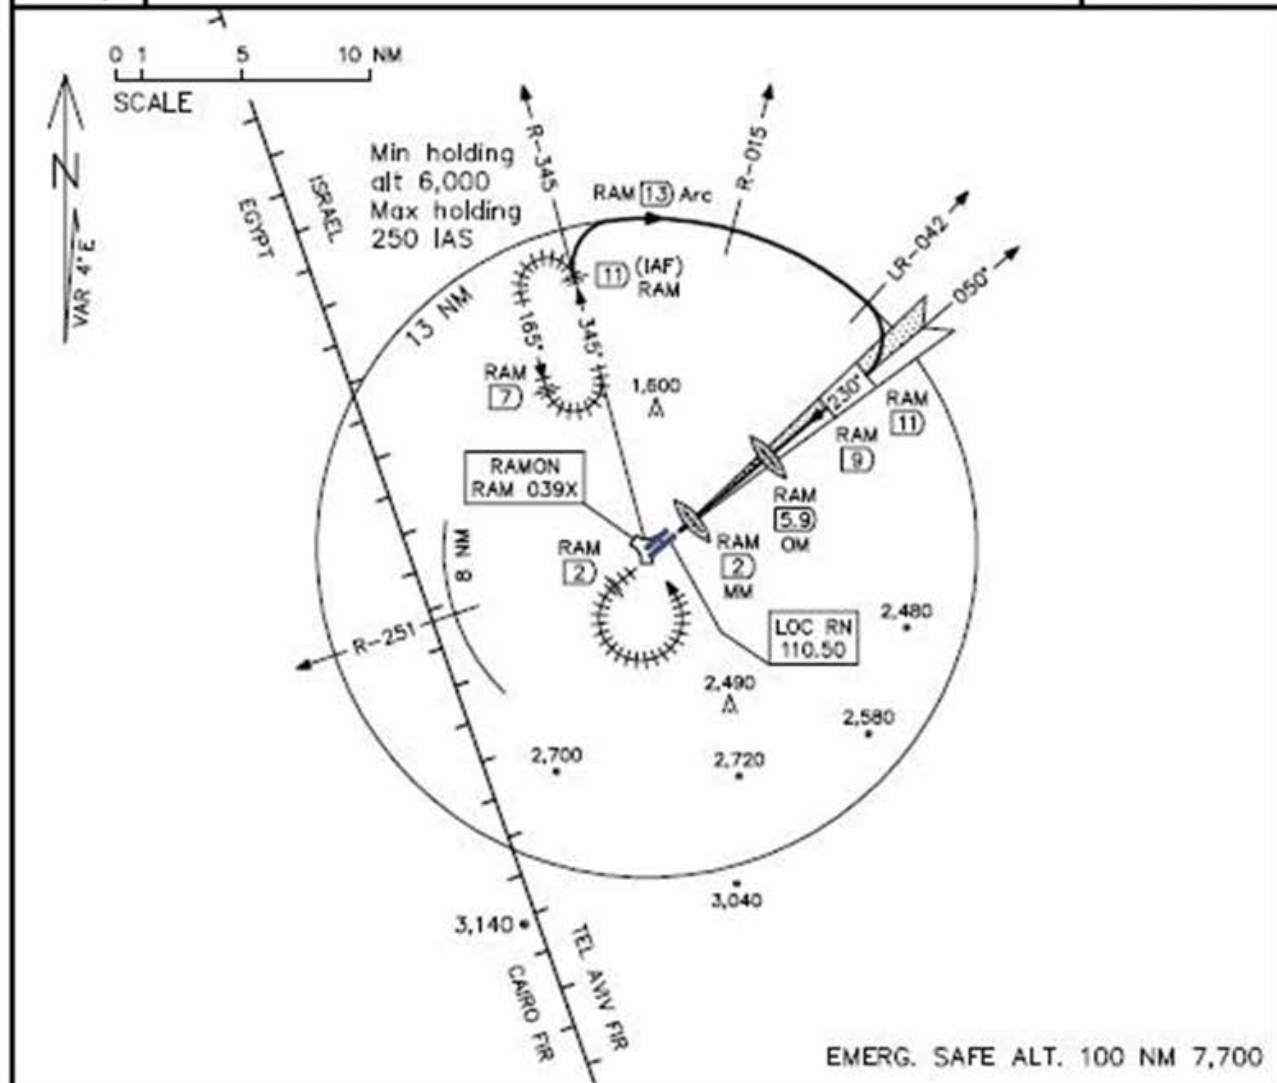 0 1 5 10 NM
SCALE
N
VAR 4°E
Min holding
alt 6,000
Max holding
250 IAS
ISRAEL
EGYPT
R-345
R-015
RAM 13 Arc
LR-042
050°
11 (IAF)
RAM
13 NM
165°
345°
RAM
7
1,600
230°
RAM
11
RAM
9
RAMON
RAM 039X
RAM
5.9
OM
RAM
2
RAM
2
MM
8 NM
R-251
LOC RN
110.50
2,480
2,490
2,580
2,700
2,720
3,040
3,140
TEL AVIV FIR
CAIRO FIR
EMERG. SAFE ALT. 100 NM 7,700